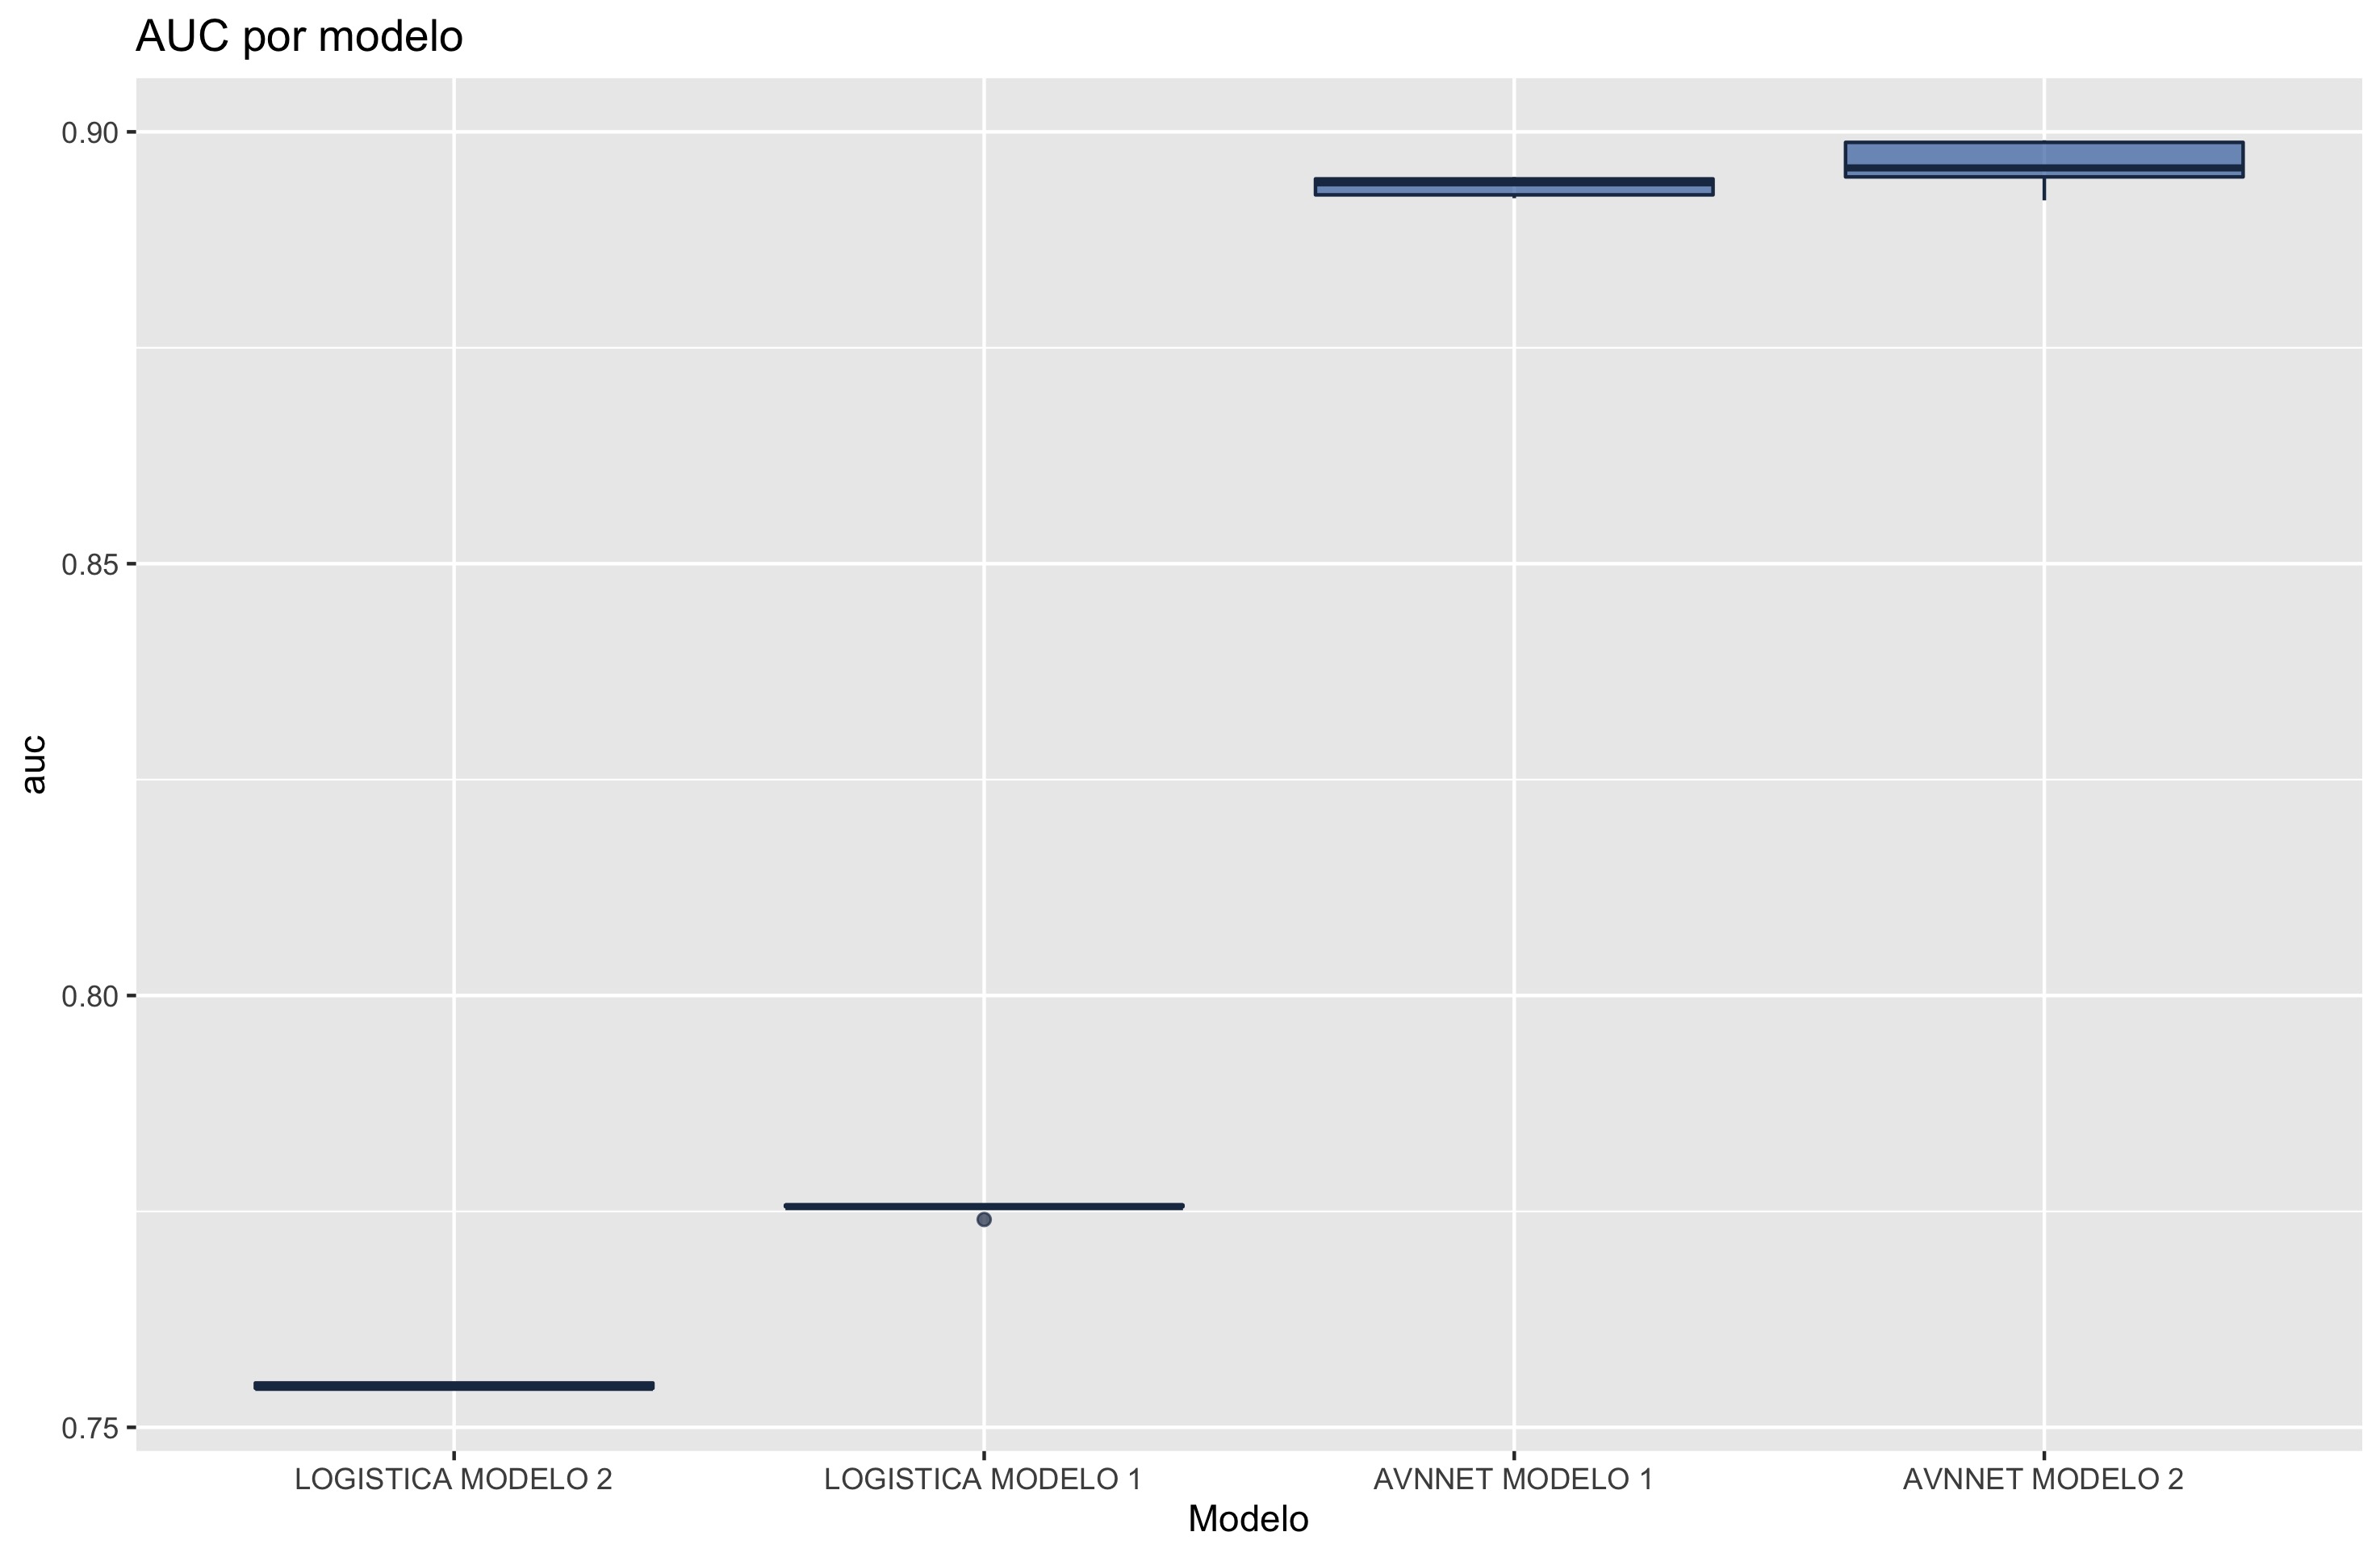 AUC por modelo
0.90
0.85
0.80
0.75
auc
LOGISTICA MODELO 2
LOGISTICA MODELO 1
AVNNET MODELO 1
AVNNET MODELO 2
Modelo